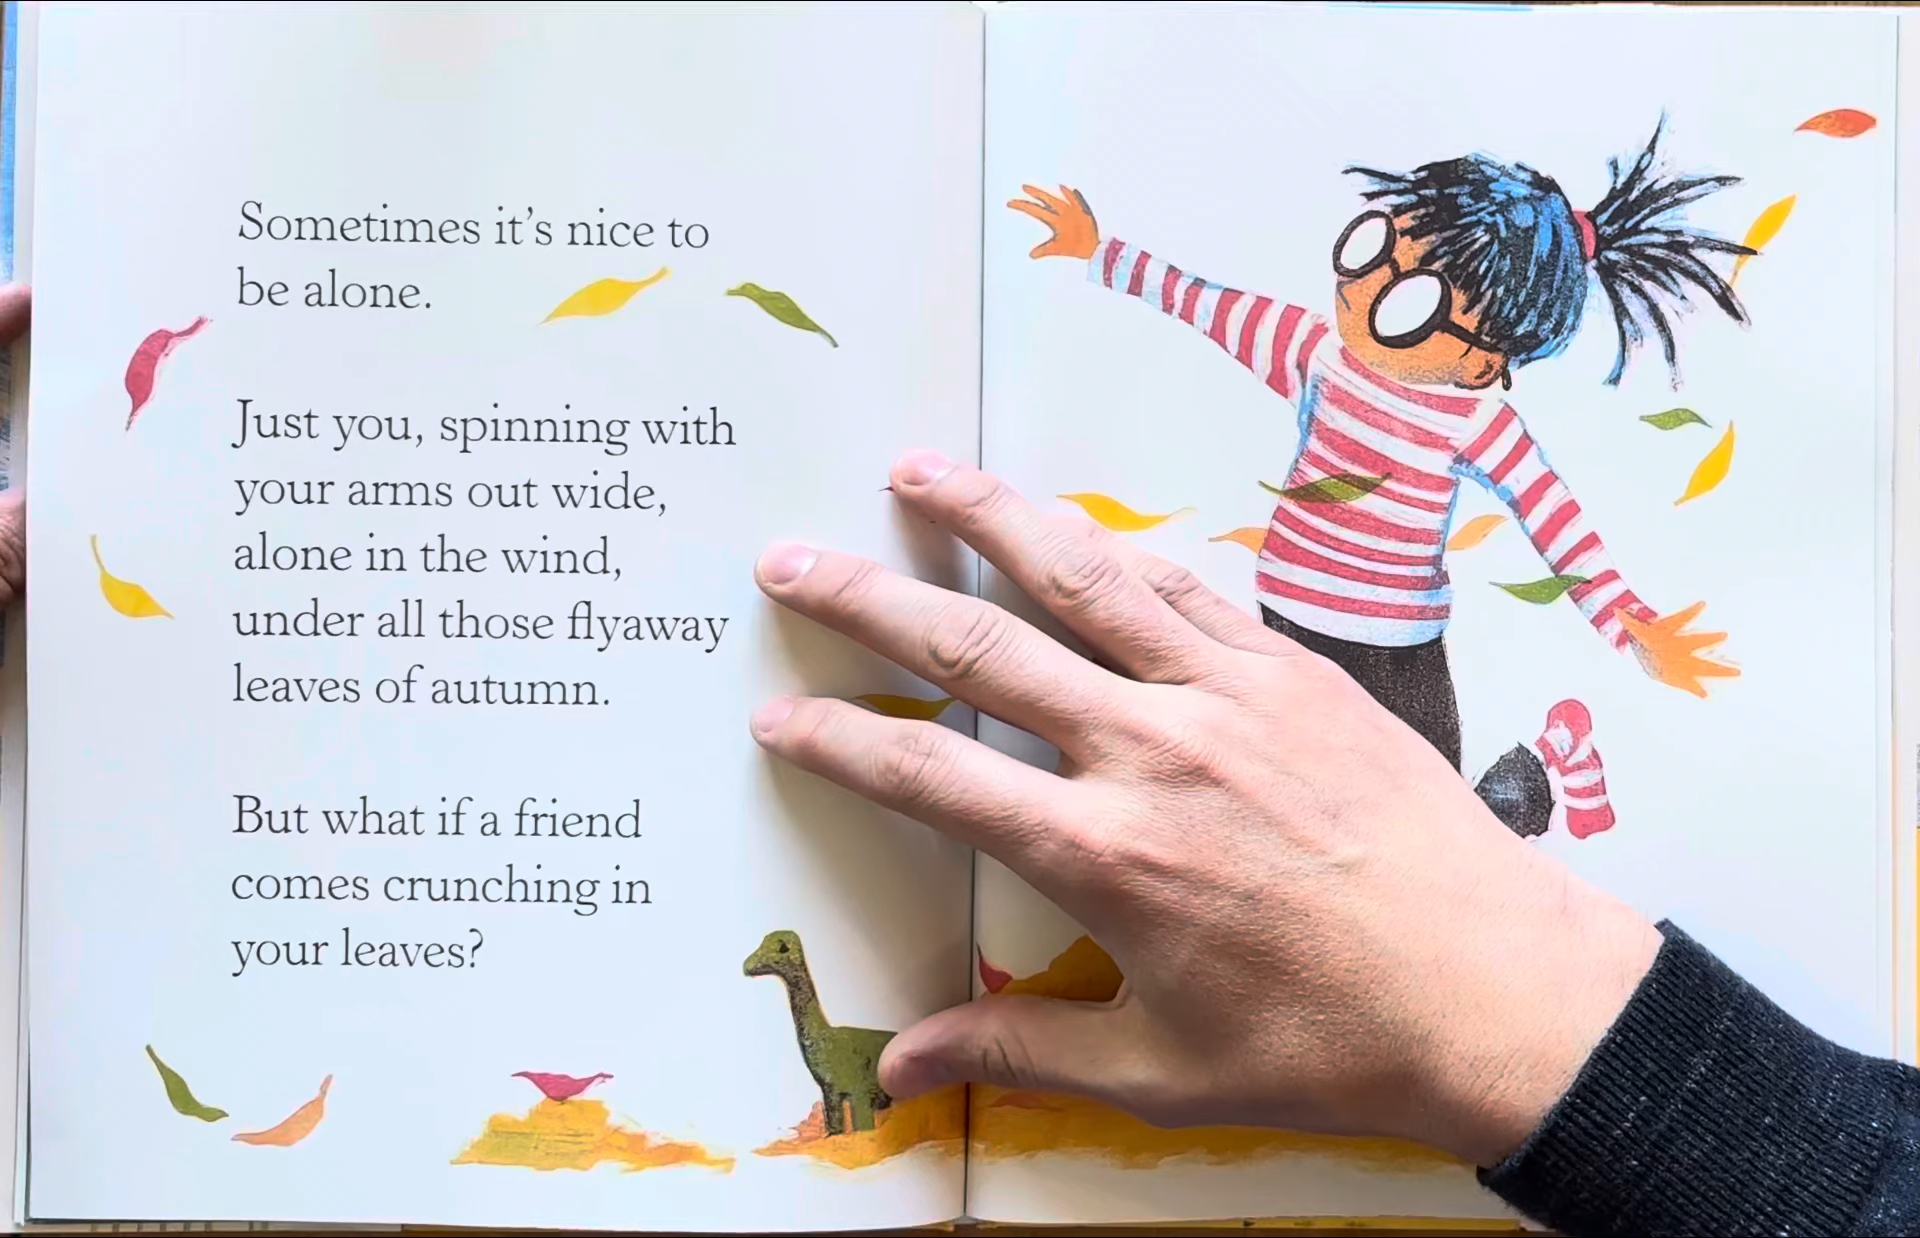 Sometimes it's nice to
be alone.
Just you, spinning with
your arms out wide,
alone in the wind,
under all those flyaway
leaves of autumn.
But what if a friend
comes crunching in
your leaves?